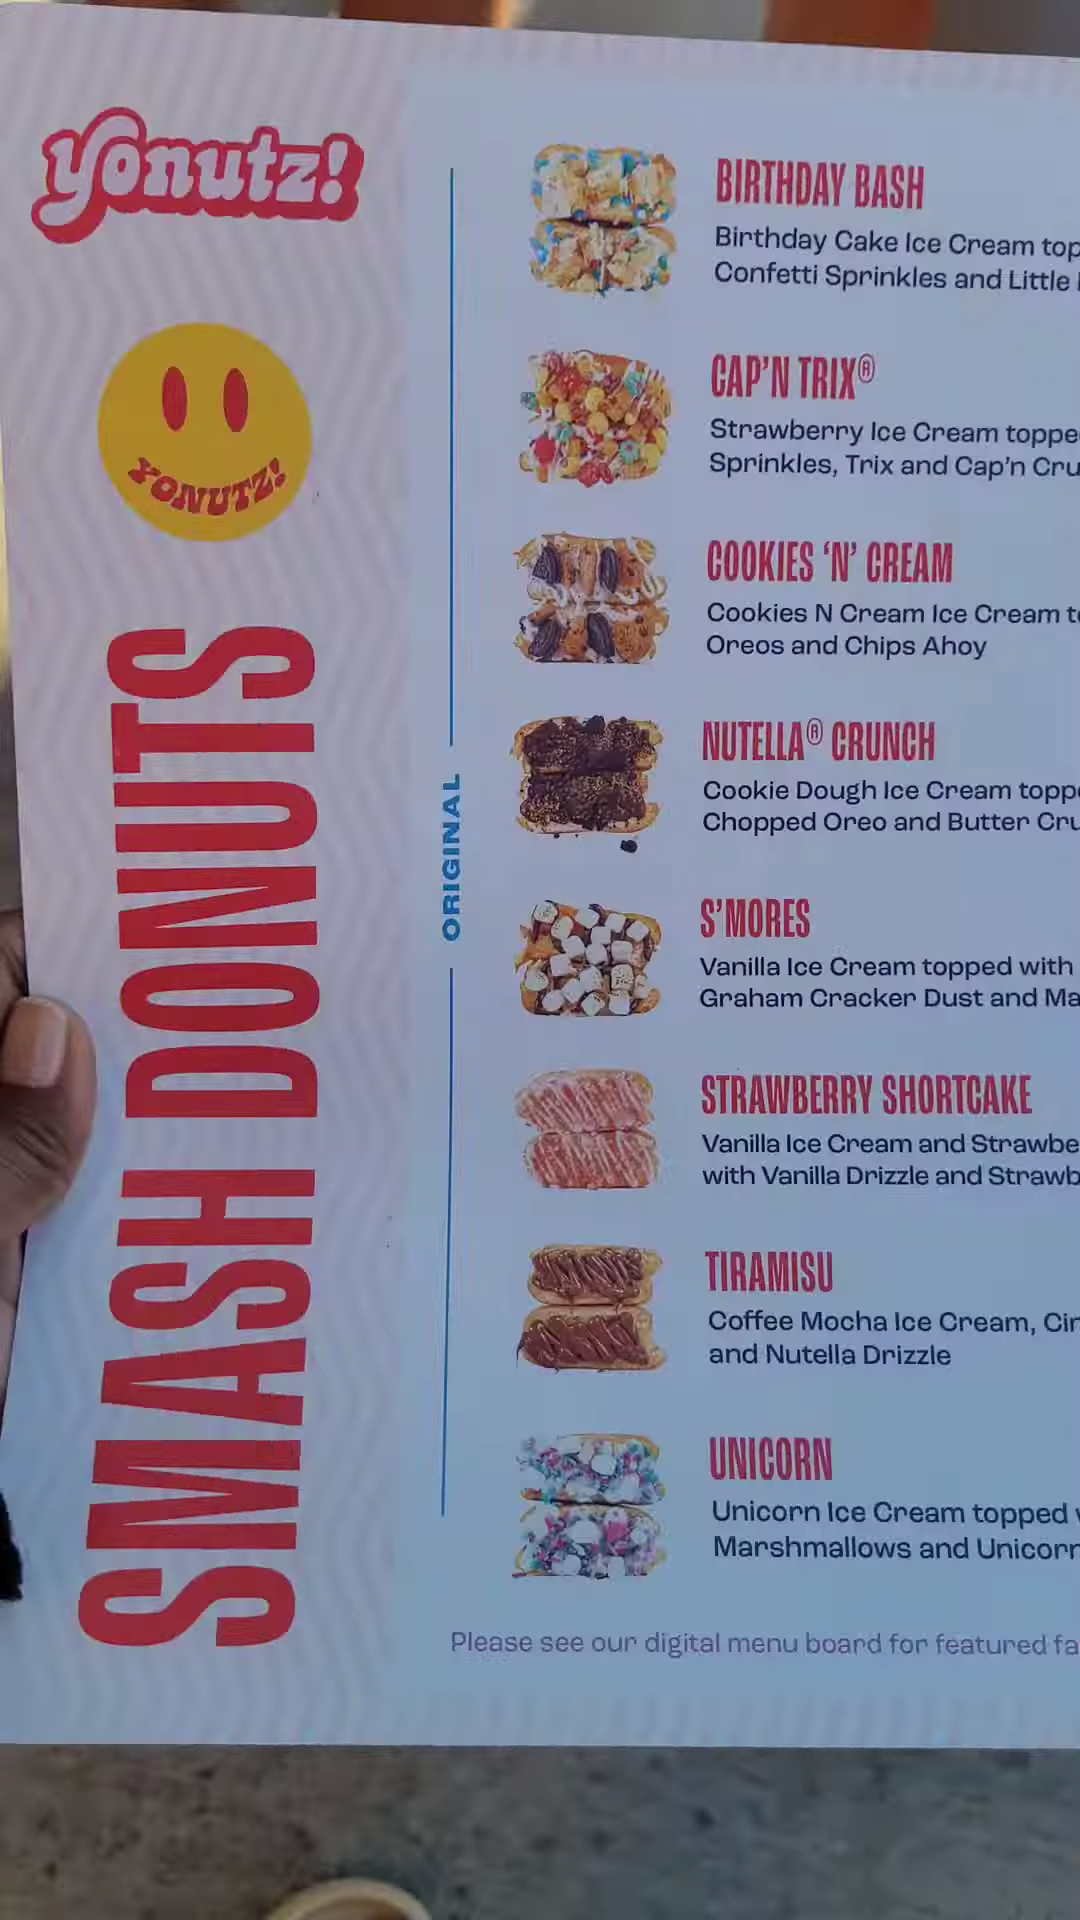 yonutz!
YONUTZ!
SMASH DONUTS
ORIGINAL
BIRTHDAY BASH
Birthday Cake Ice Cream
Confetti Sprinkles and Little
CAP'N TRIX®
Strawberry Ice Cream
Sprinkles, Trix and Cap'n
COOKIES 'N' CREAM
Cookies N Cream Ice Cream
Oreos and Chips Ahoy
NUTELLA® CRUNCH
Cookie Dough Ice Cream
Chopped Oreo and Butter
S'MORES
Vanilla Ice Cream topped with
Graham Cracker Dust and
STRAWBERRY SHORTCAKE
Vanilla Ice Cream and
with Vanilla Drizzle and
TIRAMISU
Coffee Mocha Ice Cream,
and Nutella Drizzle
UNICORN
Unicorn Ice Cream topped
Marshmallows and Unicorn
Please see our digital menu board for featured